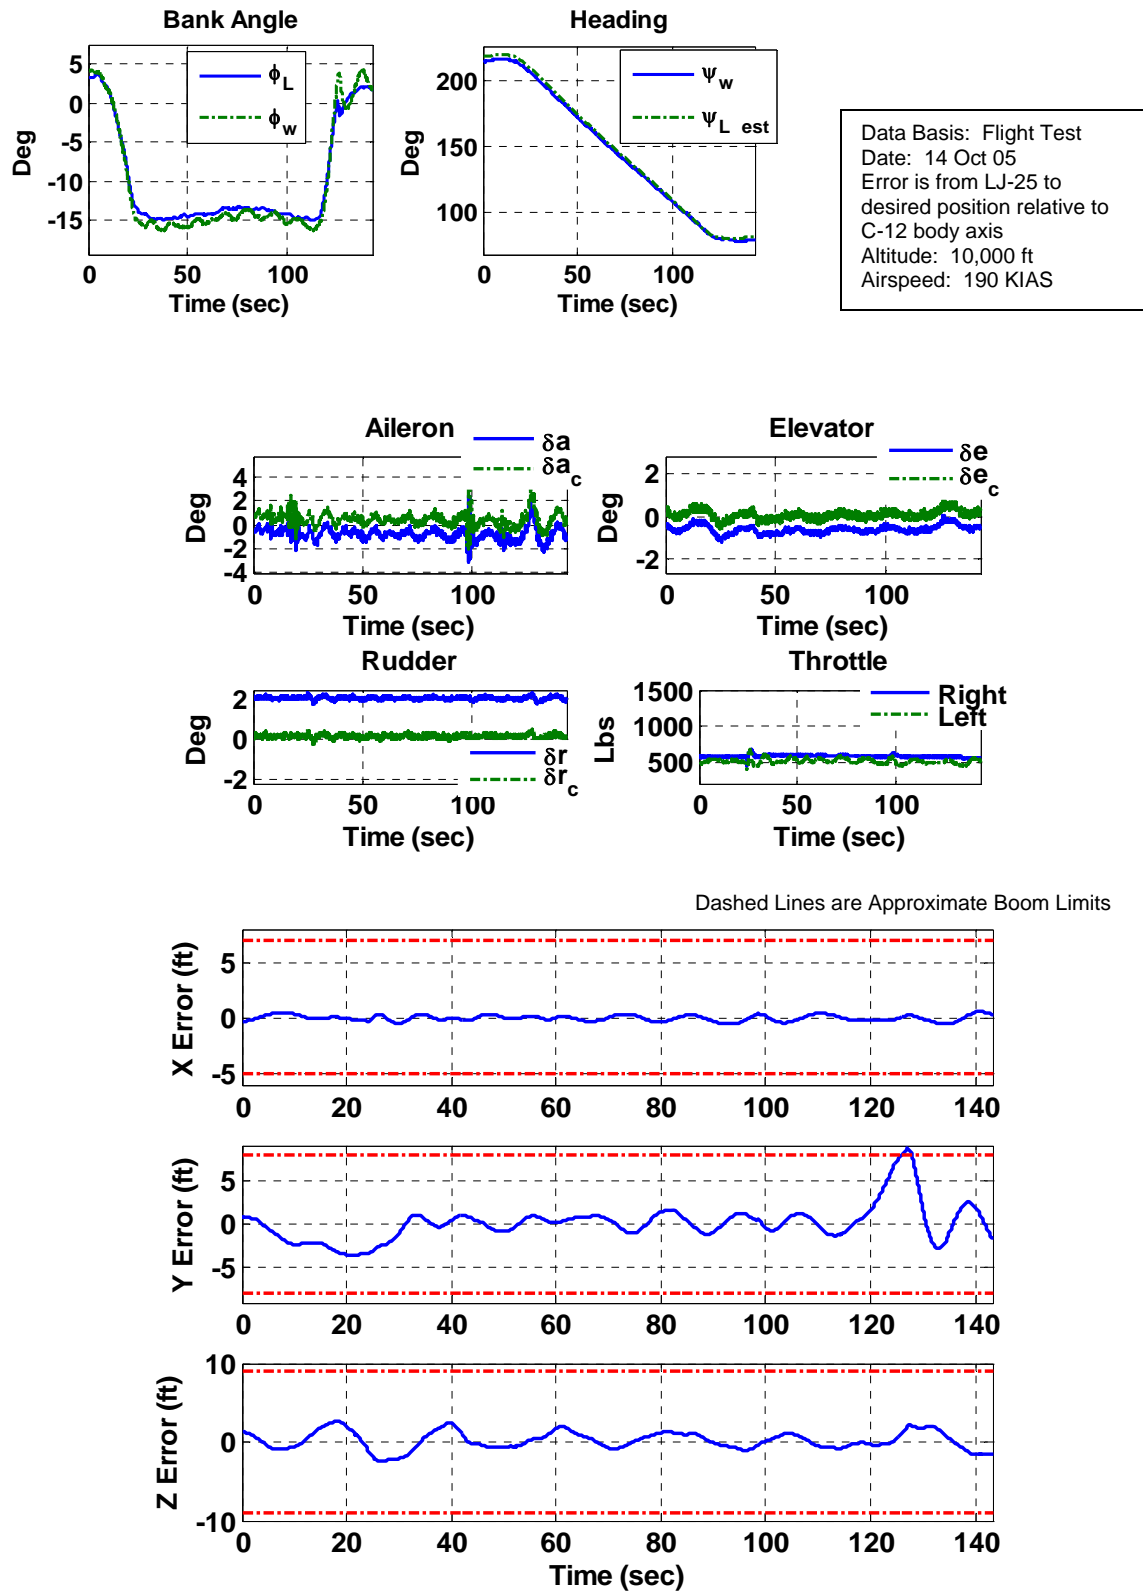 Bank Angle
5
0
-5
-10
-15
Deg
ϕL
ϕw
0 50 100
Time (sec)
Heading
200
150
100
Deg
ψw
ψL est
0 50 100
Time (sec)
Data Basis: Flight Test
Date: 14 Oct 05
Error is from LJ-25 to
desired position relative to
C-12 body axis
Altitude: 10,000 ft
Airspeed: 190 KIAS
Aileron
δa
δac
4
2
0
-2
-4
Deg
0 50 100
Time (sec)
Elevator
δe
δec
2
0
-2
Deg
0 50 100
Time (sec)
Rudder
2
0
-2
Deg
δr
δrc
0 50 100
Time (sec)
Throttle
1500
1000
500
Lbs
Right
Left
0 50 100
Time (sec)
Dashed Lines are Approximate Boom Limits
X Error (ft)
5
0
-5
0 20 40 60 80 100 120 140
Y Error (ft)
5
0
-5
0 20 40 60 80 100 120 140
Z Error (ft)
10
0
-10
0 20 40 60 80 100 120 140
Time (sec)